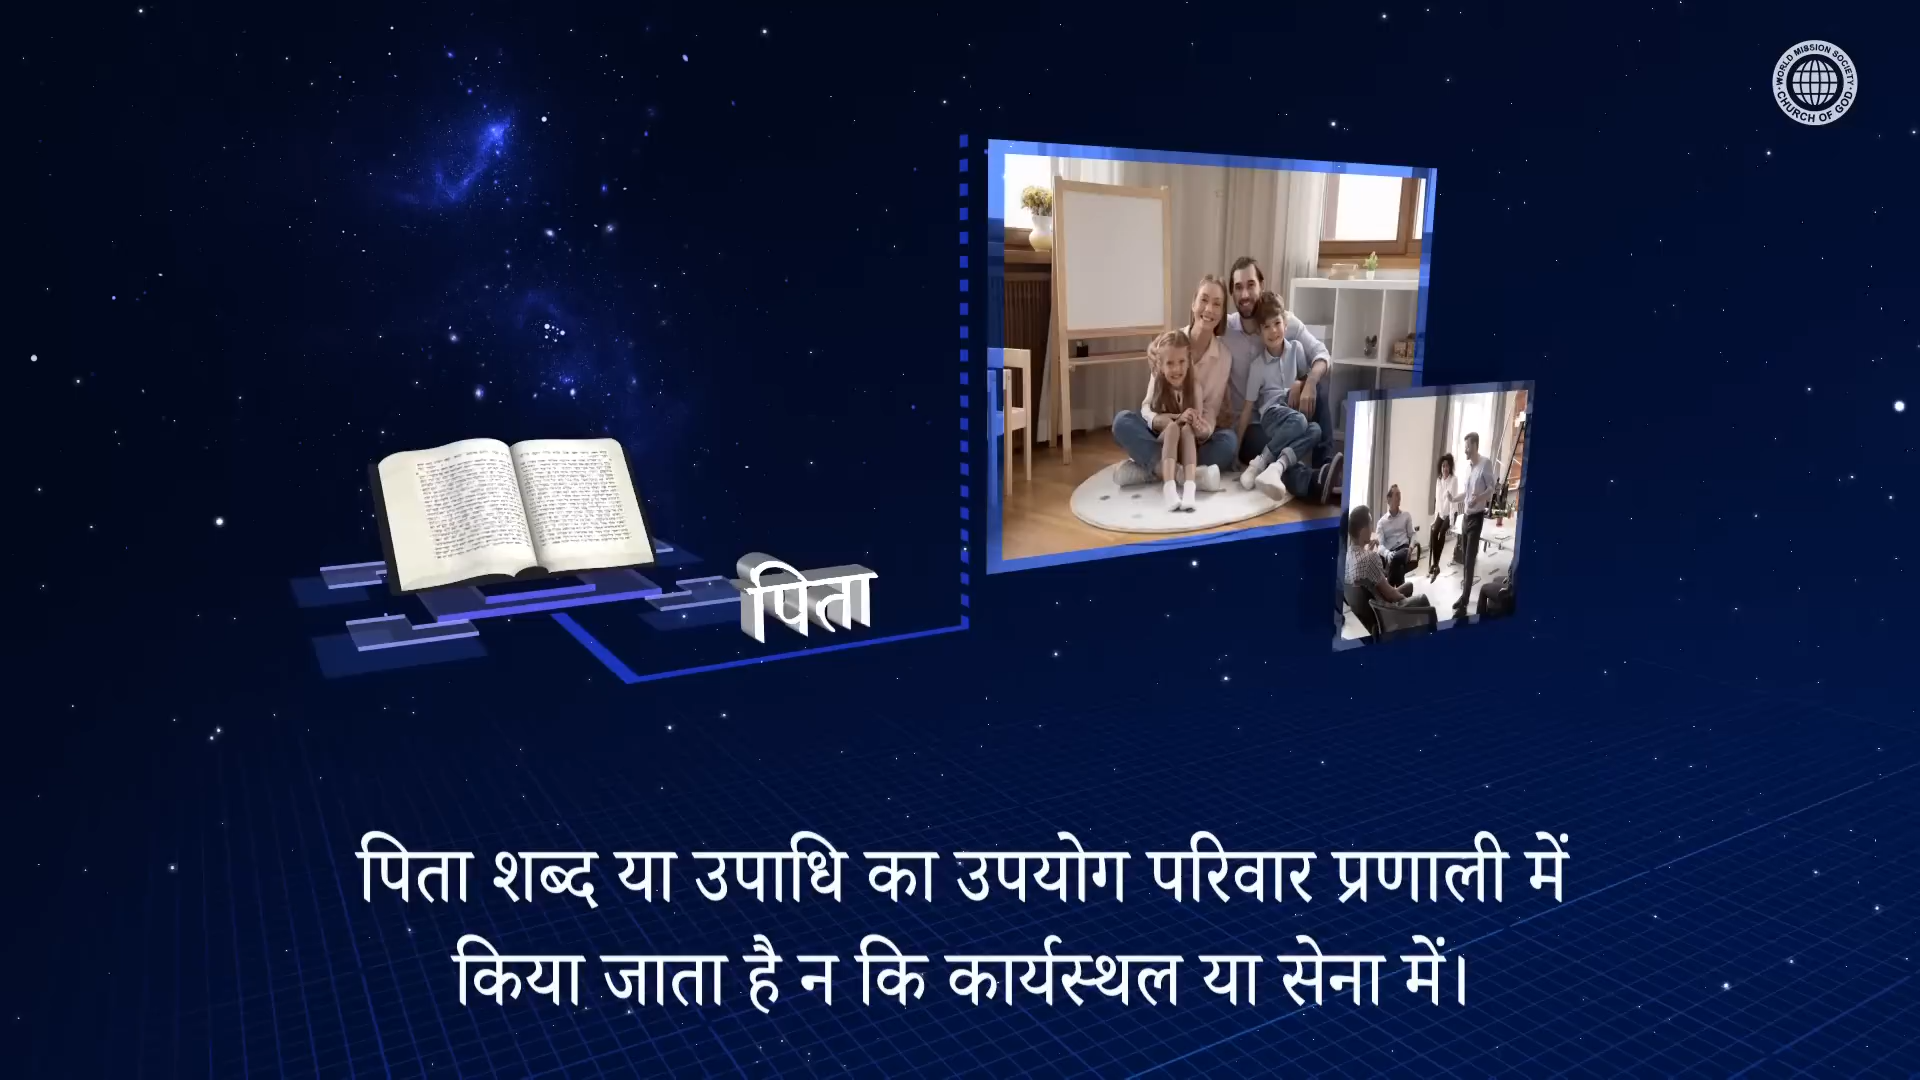 WORLD MISSION SOCIETY
CHURCH OF GOD
पिता
पिता शब्द या उपाधि का उपयोग परिवार प्रणाली में
किया जाता है न कि कार्यस्थल या सेना में।